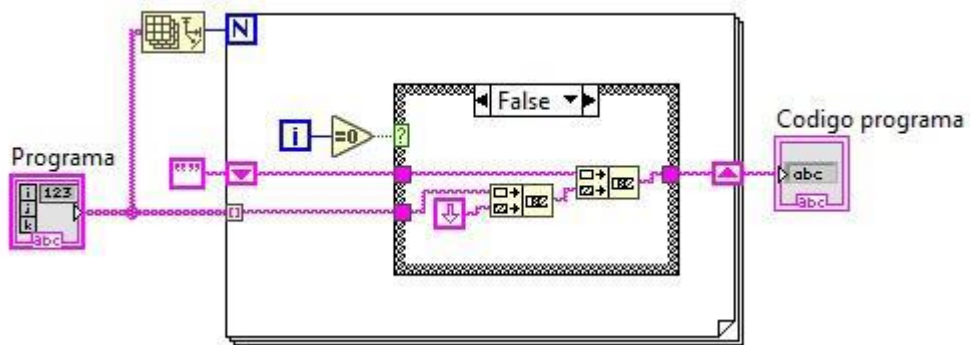 N
False
i
=0
?
Codigo programa
Programa
""
abc
i 123
j
k
abc
[]
abc